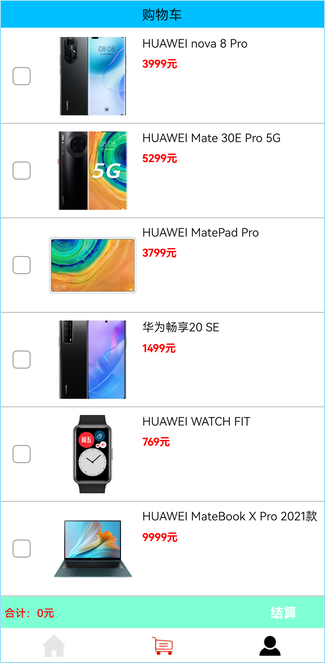 购物车
HUAWEI nova 8 Pro
3999元
08:08
HUAWEI Mate 30E Pro 5G
5299元
5G
HUAWEI MatePad Pro
3799元
华为畅享20 SE
1499元
HUAWEI WATCH FIT
769元
HUAWEI MateBook X Pro 2021款
9999元
合计：0元
结算